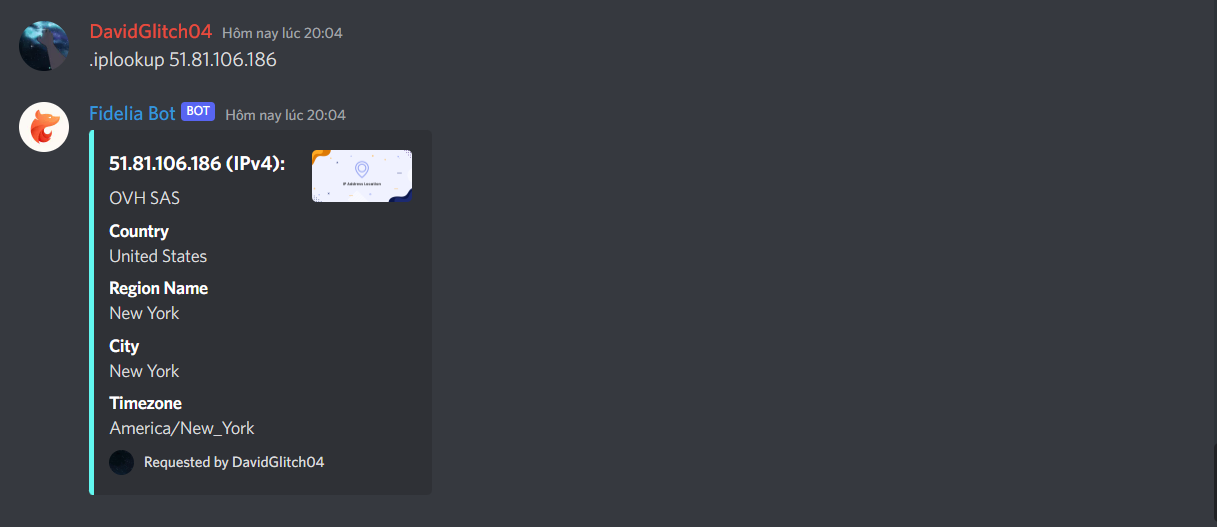 DavidGlitch04 Hôm nay lúc 20:04
.iplookup 51.81.106.186
Fidelia Bot BOT Hôm nay lúc 20:04
51.81.106.186 (IPv4):
IP Address Location
OVH SAS
Country
United States
Region Name
New York
City
New York
Timezone
America/New_York
Requested by DavidGlitch04